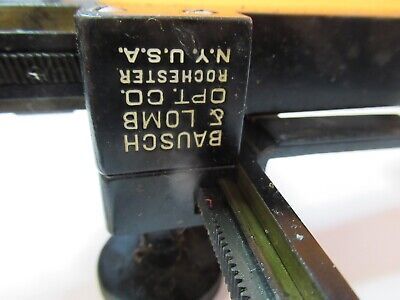 BAUSCH
& LOMB
OPT. CO.
ROCHESTER
N.Y. U.S.A.